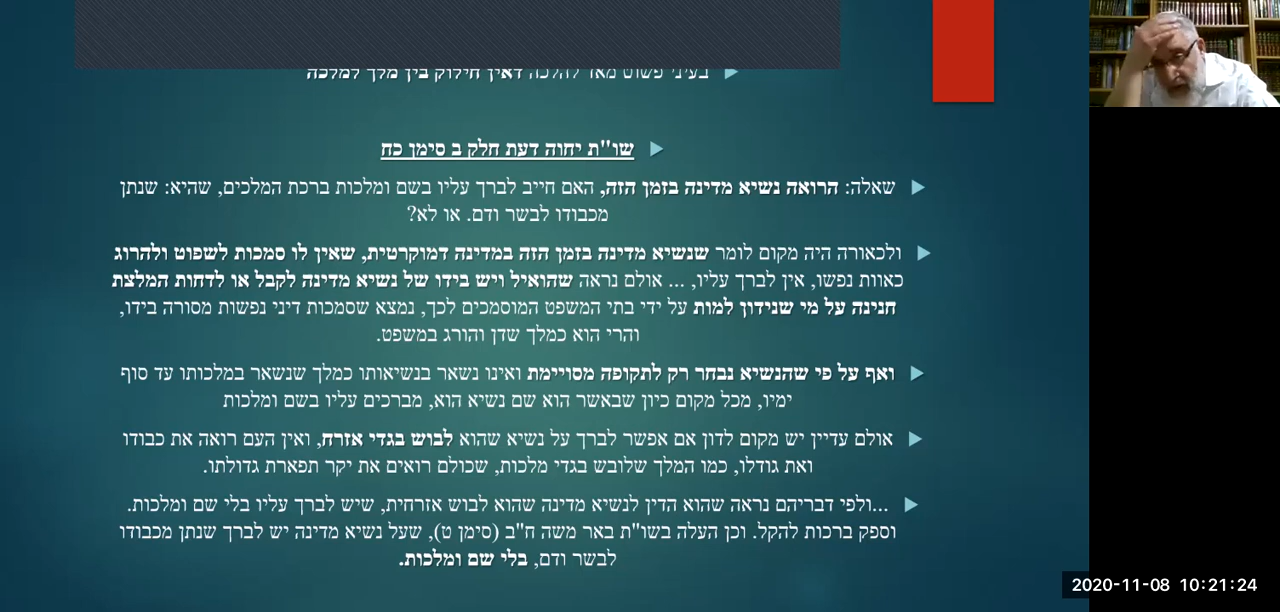 בעיני פשוט מאד להלכה דאין חילוק בין מלך למלכה
שו"ת יחוה דעת חלק ב סימן כח
שאלה: הרואה נשיא מדינה בזמן הזה, האם חייב לברך עליו בשם ומלכות ברכת המלכים, שהיא: שנתן
מכבודו לבשר ודם. או לא?
ולכאורה היה מקום לומר שנשיא מדינה בזמן הזה במדינה דמוקרטית, שאין לו סמכות לשפוט ולהרוג
כאוות נפשו, אין לברך עליו, ... אולם נראה שהואיל ויש בידו של נשיא מדינה לקבל או לדחות המלצת
חנינה על מי שנידון למות על ידי בתי המשפט המוסמכים לכך, נמצא שסמכות דיני נפשות מסורה בידו,
והרי הוא כמלך שדן והורג במשפט.
ואף על פי שהנשיא נבחר רק לתקופה מסויימת ואינו נשאר בנשיאותו כמלך שנשאר במלכותו עד סוף
ימיו, מכל מקום כיון שבאשר הוא שם נשיא הוא, מברכים עליו בשם ומלכות
אולם עדיין יש מקום לדון אם אפשר לברך על נשיא שהוא לבוש בגדי אזרח, ואין העם רואה את כבודו
ואת גודלו, כמו המלך שלובש בגדי מלכות, שכולם רואים את יקר תפארת גדולתו.
...ולפי דבריהם נראה שהוא הדין לנשיא מדינה שהוא לבוש אזרחית, שיש לברך עליו בלי שם ומלכות.
וספק ברכות להקל. וכן העלה בשו"ת באר משה ח"ב (סימן ט), שעל נשיא מדינה יש לברך שנתן מכבודו
לבשר ודם, בלי שם ומלכות.
2020-11-08 10:21:24